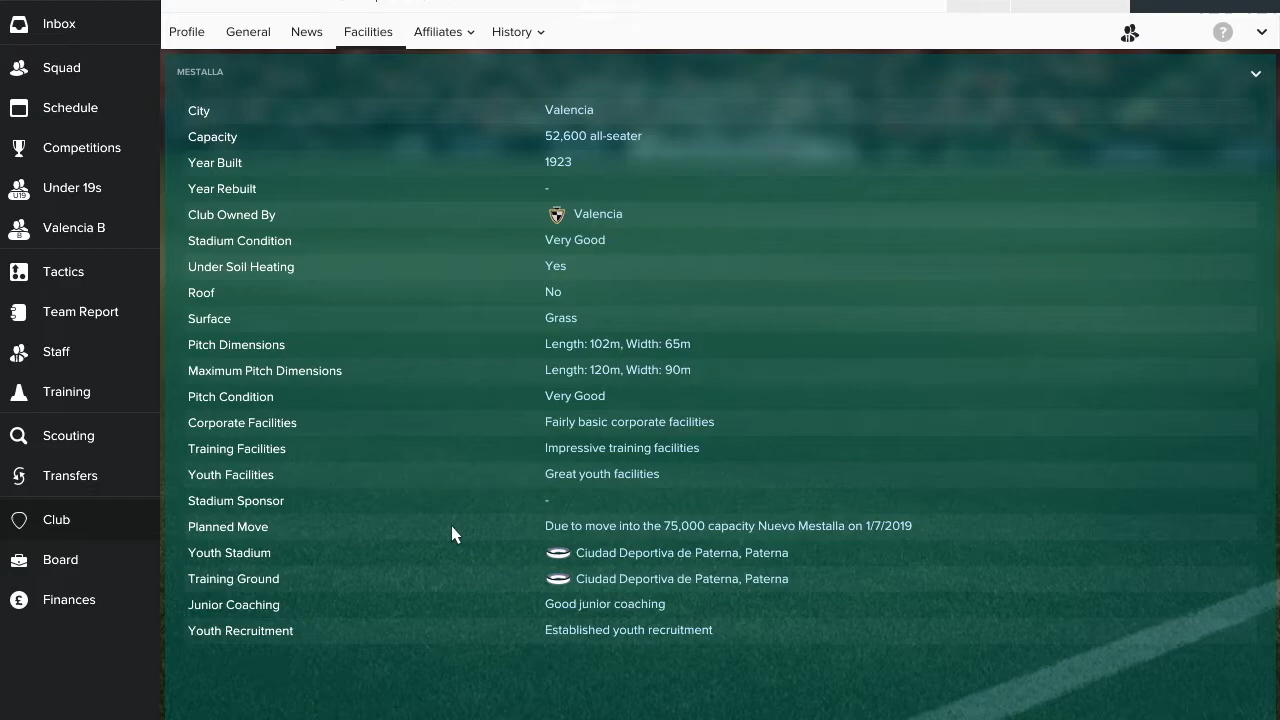 Inbox
Squad
Schedule
Competitions
U19
Under 19s
B
Valencia B
Tactics
Team Report
Staff
Training
Scouting
Transfers
Club
Board
£
Finances
Profile General News Facilities Affiliates History
?
MESTALLA
City Valencia
Capacity 52,600 all-seater
Year Built 1923
Year Rebuilt -
Club Owned By Valencia
Stadium Condition Very Good
Under Soil Heating Yes
Roof No
Surface Grass
Pitch Dimensions Length: 102m, Width: 65m
Maximum Pitch Dimensions Length: 120m, Width: 90m
Pitch Condition Very Good
Corporate Facilities Fairly basic corporate facilities
Training Facilities Impressive training facilities
Youth Facilities Great youth facilities
Stadium Sponsor -
Planned Move Due to move into the 75,000 capacity Nuevo Mestalla on 1/7/2019
Youth Stadium Ciudad Deportiva de Paterna, Paterna
Training Ground Ciudad Deportiva de Paterna, Paterna
Junior Coaching Good junior coaching
Youth Recruitment Established youth recruitment